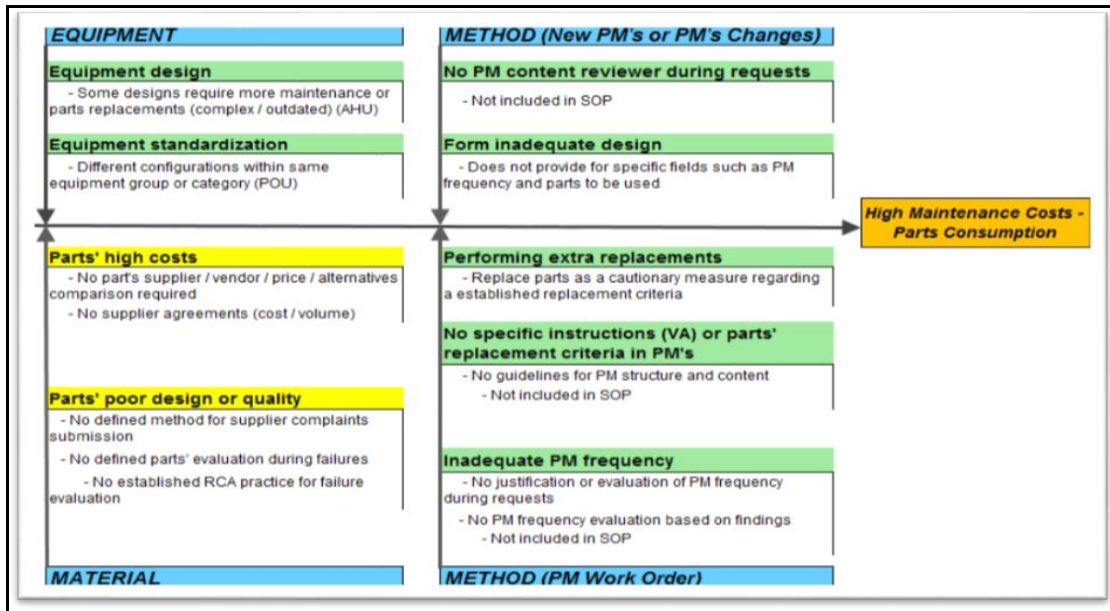 EQUIPMENT
Equipment design
- Some designs require more maintenance or
parts replacements (complex / outdated) (AHU)
Equipment standardization
- Different configurations within same
equipment group or category (POU)
METHOD (New PM's or PM's Changes)
No PM content reviewer during requests
- Not included in SOP
Form inadequate design
- Does not provide for specific fields such as PM
frequency and parts to be used
High Maintenance Costs -
Parts Consumption
Parts' high costs
- No part's supplier / vendor / price / alternatives
comparison required
- No supplier agreements (cost / volume)
Parts' poor design or quality
- No defined method for supplier complaints
submission
- No defined parts' evaluation during failures
- No established RCA practice for failure
evaluation
MATERIAL
Performing extra replacements
- Replace parts as a cautionary measure regarding
a established replacement criteria
No specific instructions (VA) or parts'
replacement criteria in PM's
- No guidelines for PM structure and content
- Not included in SOP
Inadequate PM frequency
- No justification or evaluation of PM frequency
during requests
- No PM frequency evaluation based on findings
- Not included in SOP
METHOD (PM Work Order)